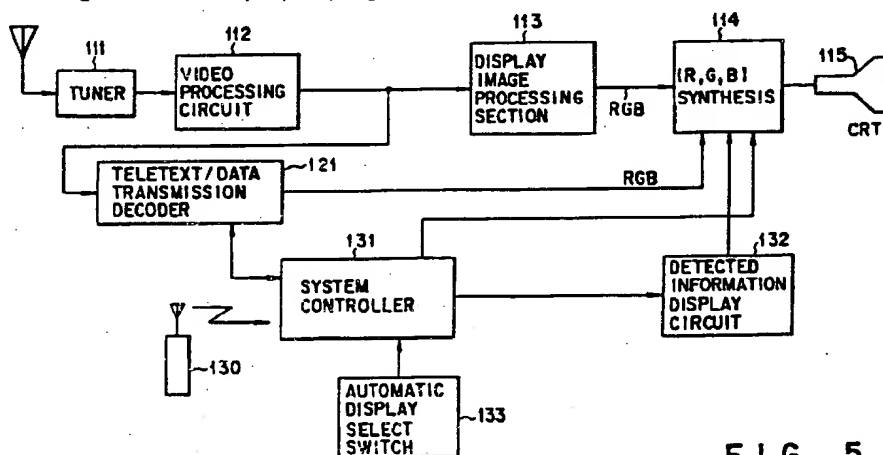 111
TUNER
112
VIDEO
PROCESSING
CIRCUIT
113
DISPLAY
IMAGE
PROCESSING
SECTION
RGB
114
[R,G,B]
SYNTHESIS
115
CRT
121
TELETEXT/DATA
TRANSMISSION
DECODER
RGB
131
SYSTEM
CONTROLLER
132
DETECTED
INFORMATION
DISPLAY
CIRCUIT
130
AUTOMATIC
DISPLAY
SELECT
SWITCH
133
FIG. 5